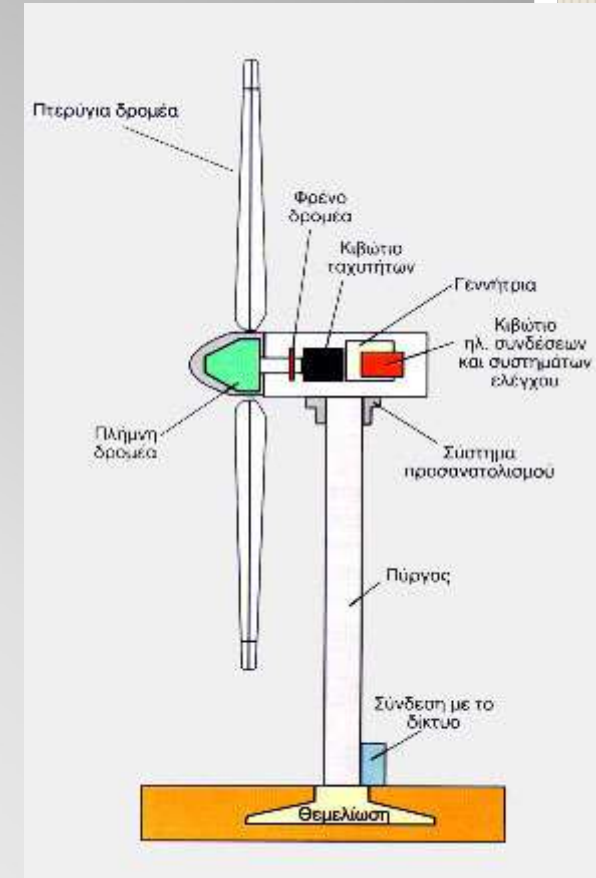 Πτερύγια δρομέα
Φρένο
δρομέα
Κιβώτιο
ταχυτήτων
Γεννήτρια
Κιβώτιο
ηλ. συνδέσεων
και συστημάτων
ελέγχου
Πλήμνη
δρομέα
Σύστημα
προσανατολισμού
Πύργος
Σύνδεση με το
δίκτυο
Θεμελίωση